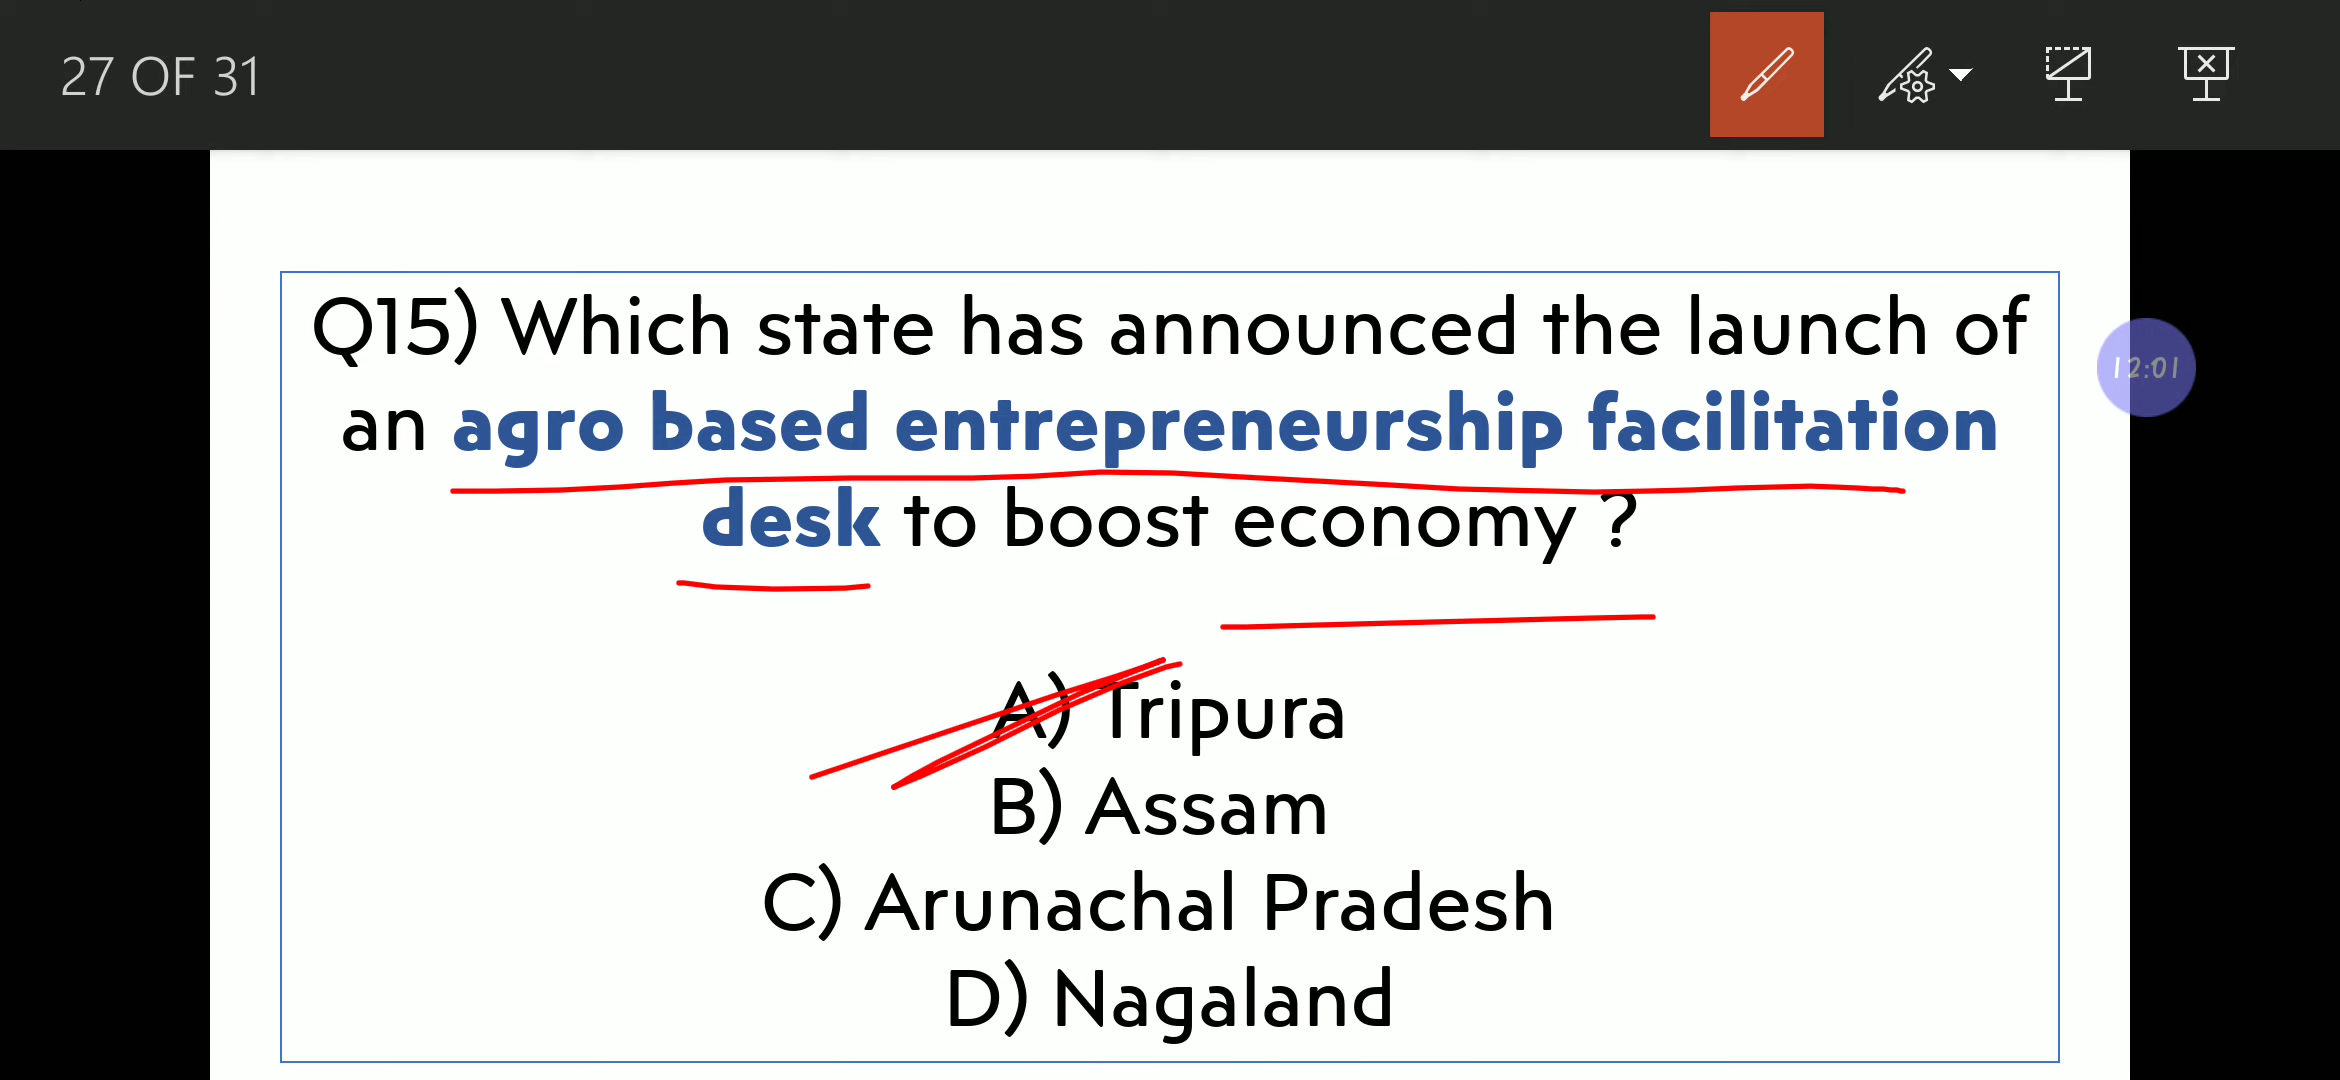 27 OF 31
Q15) Which state has announced the launch of
an agro based entrepreneurship facilitation
desk to boost economy ?
12:01
A) Tripura
B) Assam
C) Arunachal Pradesh
D) Nagaland